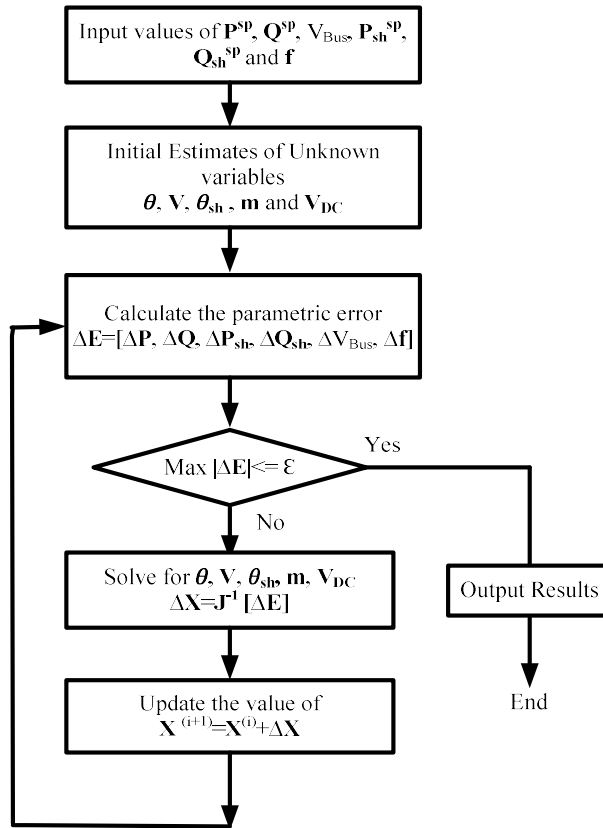 Input values of P^sp, Q^sp, V_Bus, P_sh^sp,
Q_sh^sp and f
Initial Estimates of Unknown
variables
θ, V, θ_sh , m and V_DC
Calculate the parametric error
ΔE=[ΔP, ΔQ, ΔP_sh, ΔQ_sh, ΔV_Bus, Δf]
Max |ΔE|<= Ɛ
Yes
No
Solve for θ, V, θ_sh, m, V_DC
ΔX=J^-1 [ΔE]
Output Results
Update the value of
X ^(i+1)=X^(i)+ΔX
End